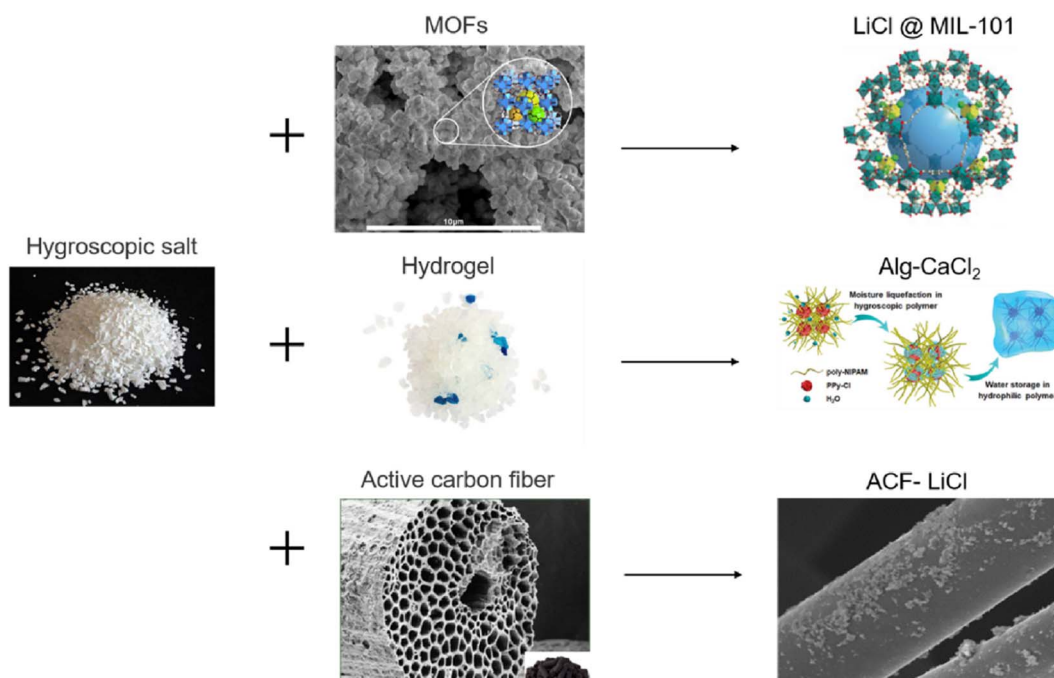 MOFs
LiCl @ MIL-101
+
10μm
Hygroscopic salt
Hydrogel
Alg-CaCl₂
+
Moisture liquefaction in
hygroscopic polymer
poly-NIPAM
PPy-Cl
H₂O
Water storage in
hydrophilic polyme
Active carbon fiber
ACF- LiCl
+